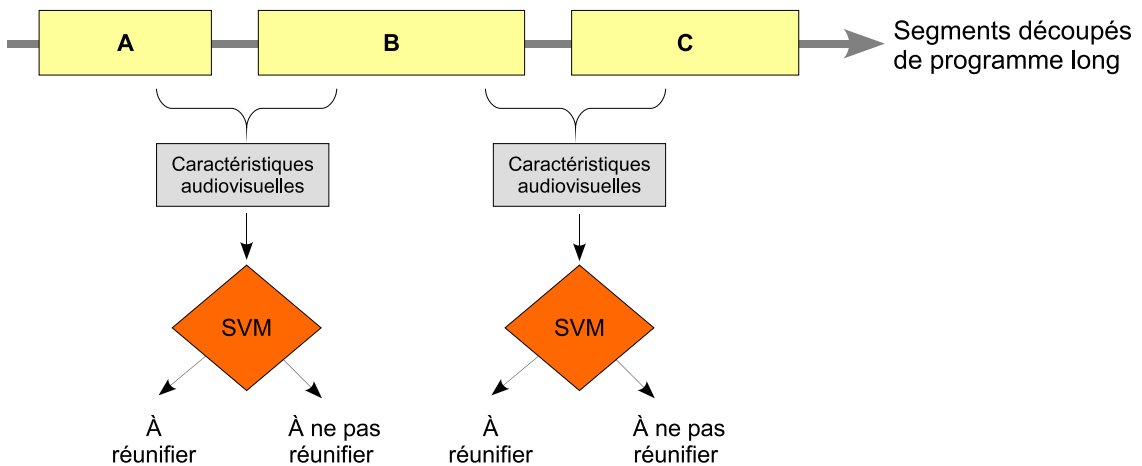 A
B
C
Segments découpés
de programme long
Caractéristiques
audiovisuelles
Caractéristiques
audiovisuelles
SVM
SVM
À
réunifier
À ne pas
réunifier
À
réunifier
À ne pas
réunifier